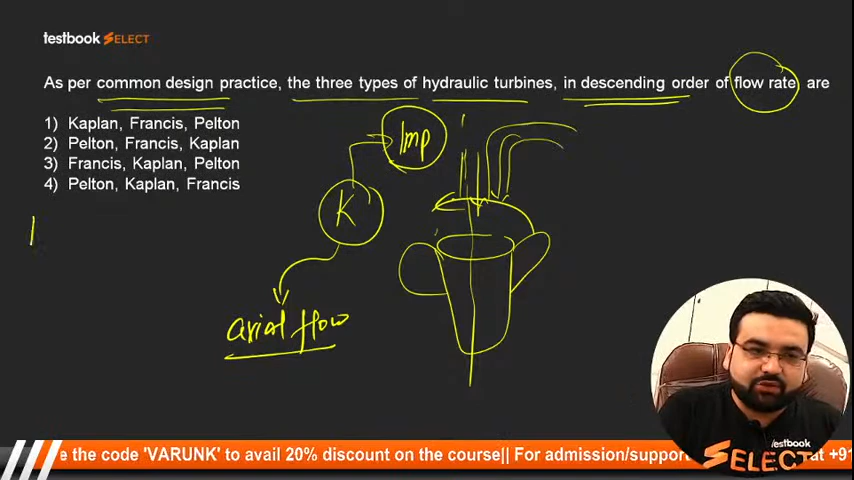 testbook SELECT
As per common design practice, the three types of hydraulic turbines, in descending order of flow rate are
1) Kaplan, Francis, Pelton
2) Pelton, Francis, Kaplan
3) Francis, Kaplan, Pelton
4) Pelton, Kaplan, Francis
Imp
K
axial flow
testbook
SELECT
e the code 'VARUNK' to avail 20% discount on the course|| For admission/support at +91